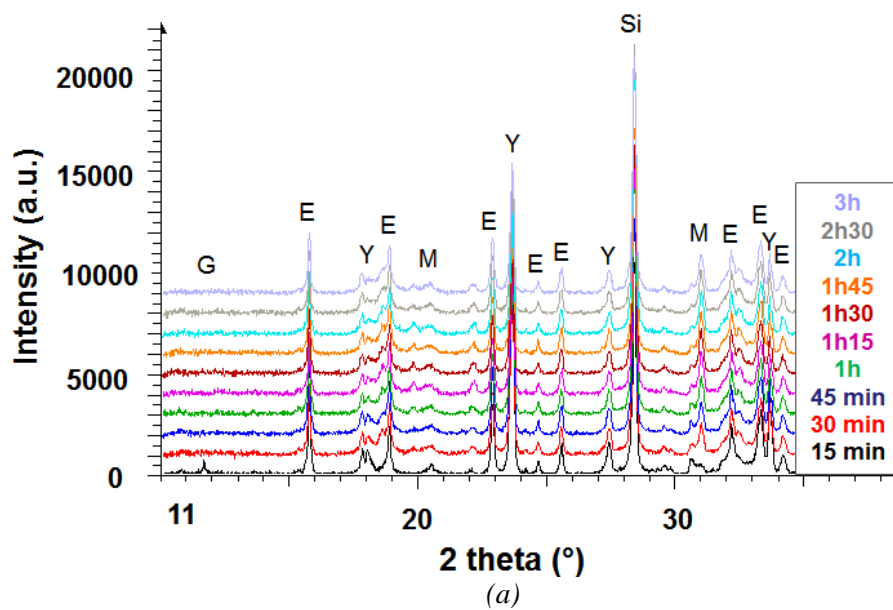 Si
Y
E
E
E
E
Y
G
Y
M
E
E
Y
M
E
E
Intensity (a.u.)
20000
15000
10000
5000
0
3h
2h30
2h
1h45
1h30
1h15
1h
45 min
30 min
15 min
11
20
30
2 theta (°)
(a)